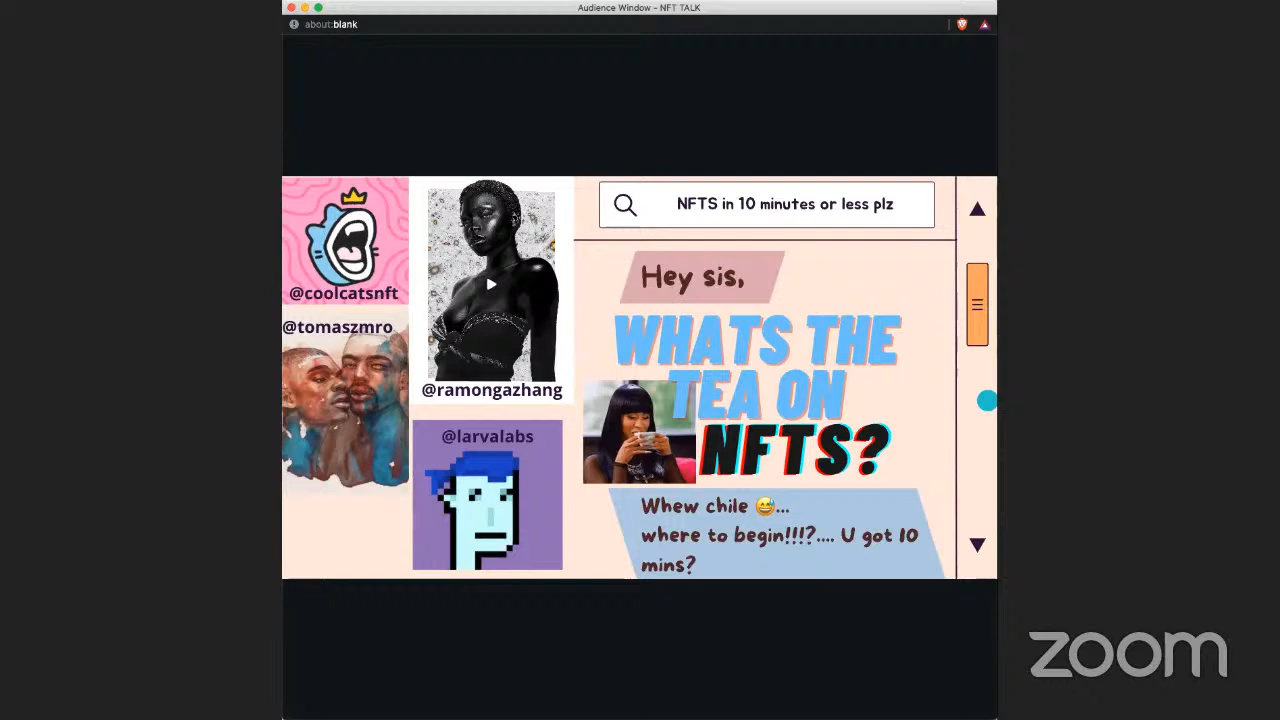 Audience Window - NFT TALK
about:blank
@coolcatsnft
@tomaszmro
@ramongazhang
@larvalabs
NFTS in 10 minutes or less plz
Hey sis,
WHATS THE
TEA ON
NFTS?
Whew chile 😅...
where to begin!!!?.... U got 10
mins?
zoom